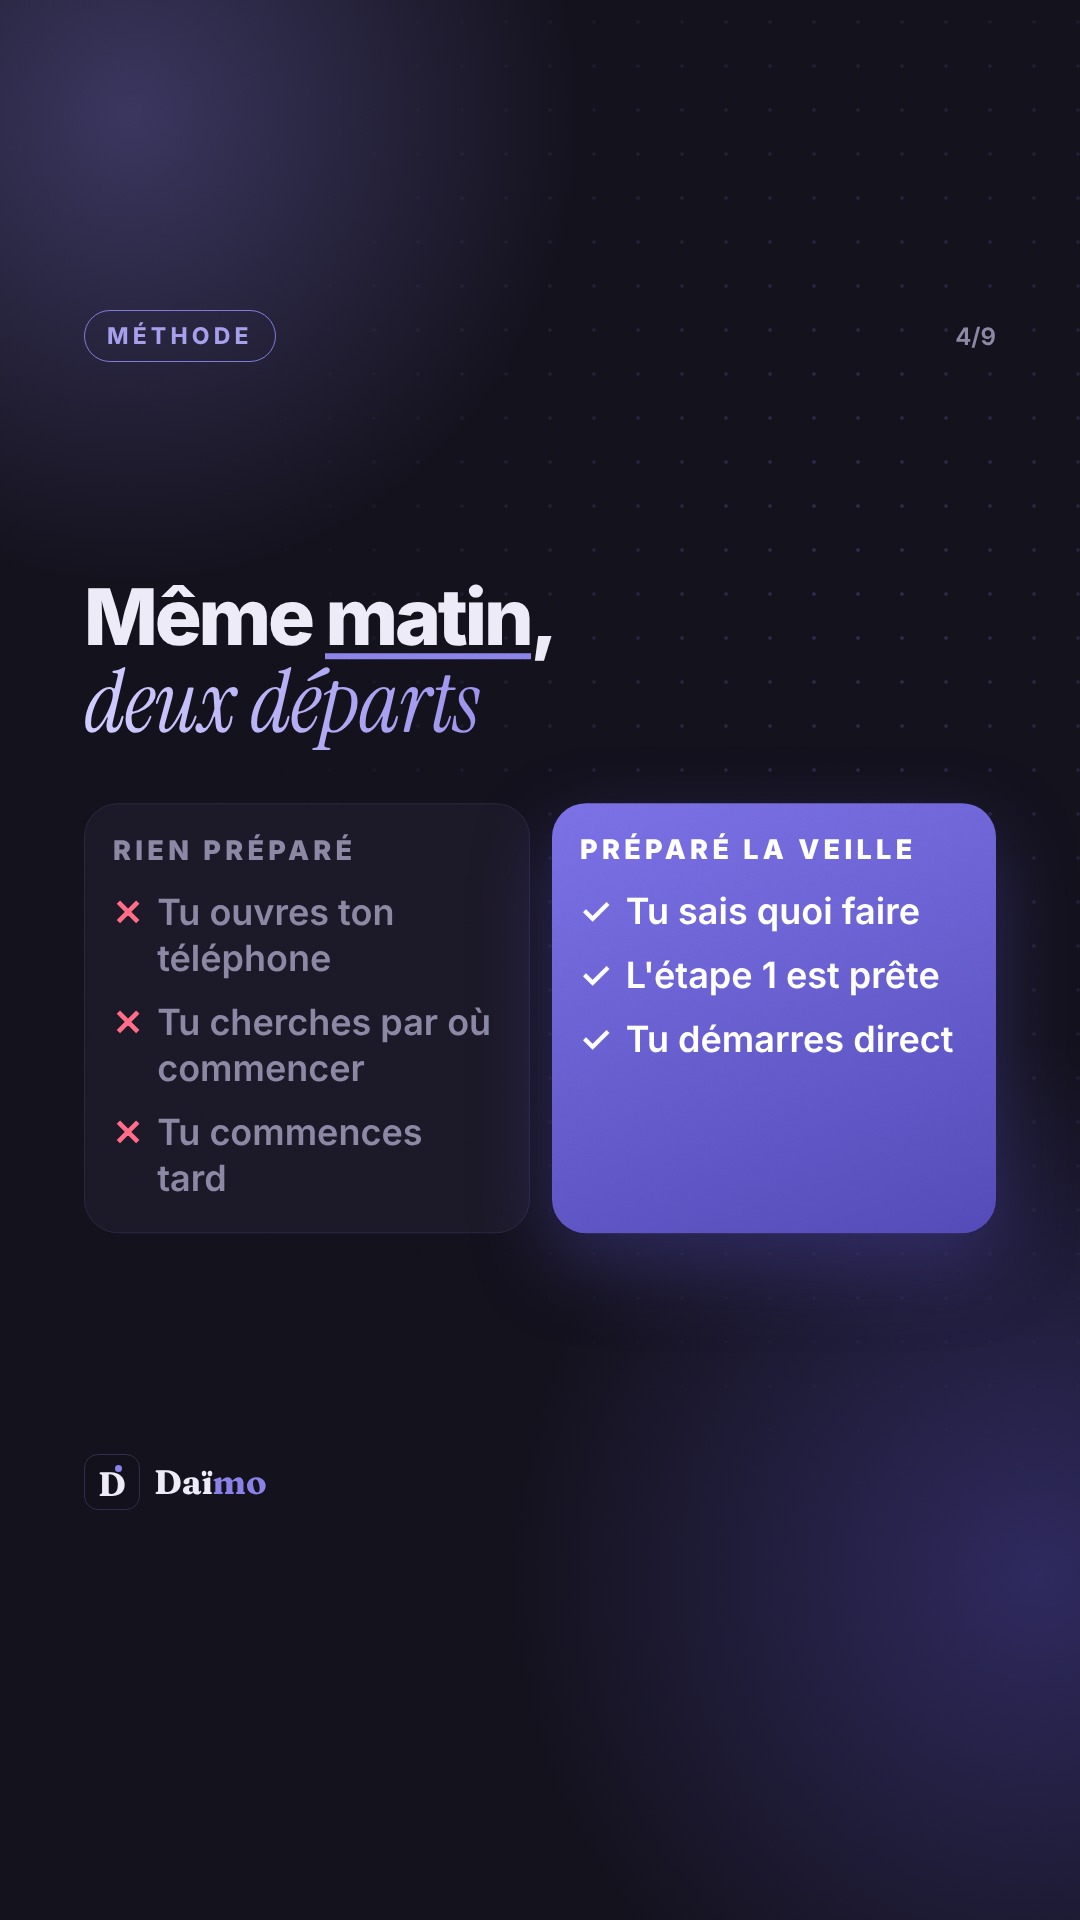 MÉTHODE
4/9
Même matin,
deux départs
RIEN PRÉPARÉ
✕ Tu ouvres ton
téléphone
✕ Tu cherches par où
commencer
✕ Tu commences
tard
PRÉPARÉ LA VEILLE
✓ Tu sais quoi faire
✓ L'étape 1 est prête
✓ Tu démarres direct
D
Daïmo